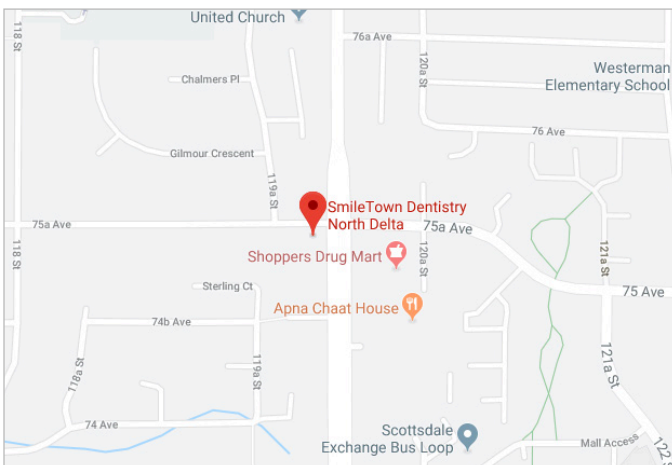 United Church
118 St
76a Ave
120a St
Westerman
Elementary School
Chalmers Pl
76 Ave
Gilmour Crescent
119a St
SmileTown Dentistry
North Delta
75a Ave
75a Ave
118 St
Shoppers Drug Mart
120a St
121a St
Sterling Ct
75 Ave
Apna Chaat House
74b Ave
118a St
119a St
121a St
74 Ave
Scottsdale
Exchange Bus Loop
Mall Access